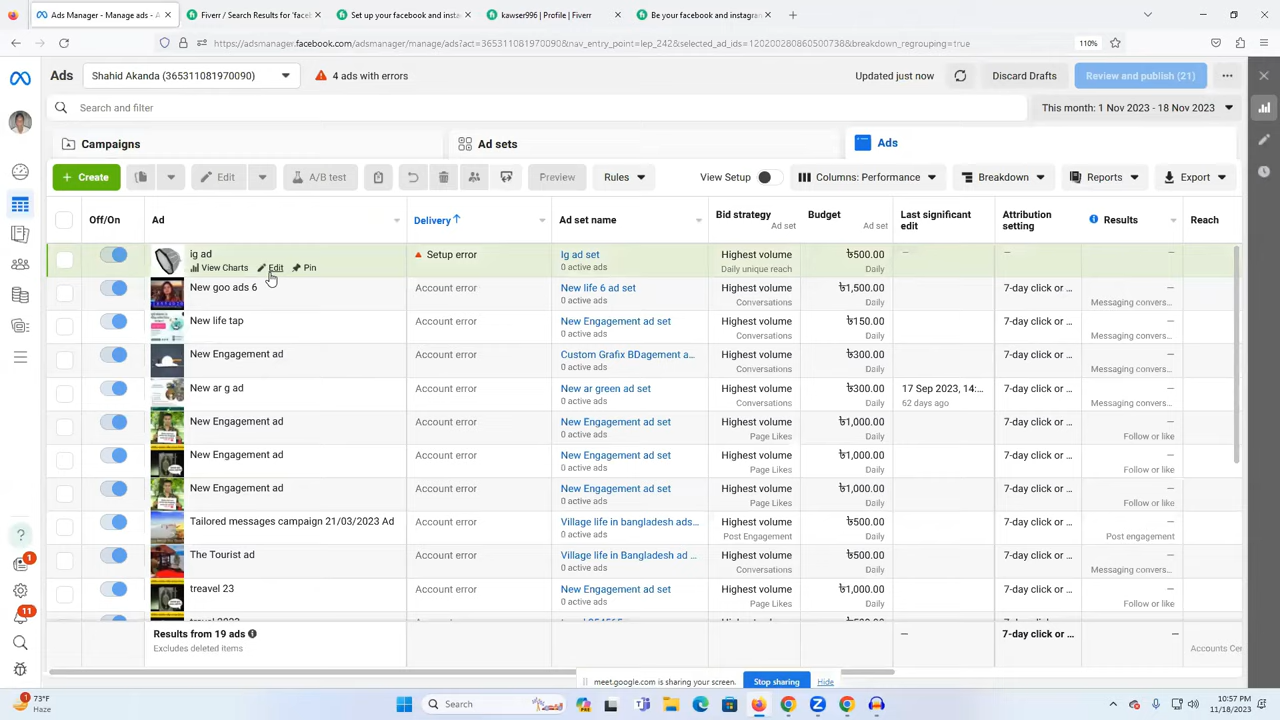 Ads Manager - Manage ads - A
Fiverr / Search Results for 'face
Set up your facebook and insta
kawser996 | Profile | Fiverr
Be your facebook and instagran
https://adsmanager.facebook.com/adsmanager/manage/ads?act=365311081970090&nav_entry_point=lep_242&selected_ad_ids=120200280860500738&breakdown_regrouping=true
110%
Ads
Shahid Akanda (365311081970090)
4 ads with errors
Updated just now
Discard Drafts
Review and publish (21)
Search and filter
This month: 1 Nov 2023 - 18 Nov 2023
Campaigns
Ad sets
Ads
+ Create
Edit
A/B test
Preview
Rules
View Setup
Columns: Performance
Breakdown
Reports
Export
Off/On
Ad
Delivery
Ad set name
Bid strategy
Ad set
Budget
Ad set
Last significant edit
Attribution setting
Results
Reach
ig ad
View Charts
Edit
Pin
Setup error
Ig ad set
0 active ads
Highest volume
Daily unique reach
৳500.00
Daily
—
—
New goo ads 6
Account error
New life 6 ad set
0 active ads
Highest volume
Conversations
৳1,500.00
Daily
7-day click or ...
—
Messaging convers...
New life tap
Account error
New Engagement ad set
0 active ads
Highest volume
Conversations
৳150.00
Daily
7-day click or ...
—
Messaging convers...
New Engagement ad
Account error
Custom Grafix BDagement a...
0 active ads
Highest volume
Conversations
৳300.00
Daily
7-day click or ...
—
Messaging convers...
New ar g ad
Account error
New ar green ad set
0 active ads
Highest volume
Conversations
৳300.00
Daily
17 Sep 2023, 14:...
62 days ago
7-day click or ...
—
Messaging convers...
New Engagement ad
Account error
New Engagement ad set
0 active ads
Highest volume
Page Likes
৳1,000.00
Daily
7-day click or ...
—
Follow or like
New Engagement ad
Account error
New Engagement ad set
0 active ads
Highest volume
Page Likes
৳1,000.00
Daily
7-day click or ...
—
Follow or like
New Engagement ad
Account error
New Engagement ad set
0 active ads
Highest volume
Page Likes
৳1,000.00
Daily
7-day click or ...
—
Follow or like
Tailored messages campaign 21/03/2023 Ad
Account error
Village life in bangladesh ads...
0 active ads
Highest volume
Post Engagement
৳500.00
Daily
7-day click or ...
—
Post engagement
The Tourist ad
Account error
Village life in Bangladesh ad ...
0 active ads
Highest volume
Conversations
৳500.00
Daily
7-day click or ...
—
Messaging convers...
treavel 23
Account error
New Engagement ad set
0 active ads
Highest volume
Page Likes
৳1,000.00
Daily
7-day click or ...
—
Follow or like
Results from 19 ads
Excludes deleted items
—
7-day click or ...
—
Accounts Cen
1
11
meet.google.com is sharing your screen.
Stop sharing
Hide
1
73°F
Haze
Search
10:57 PM
11/18/2023